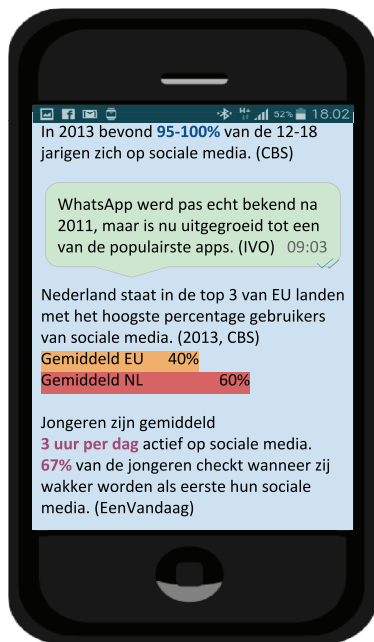 52% 18.02
In 2013 bevond 95-100% van de 12-18
jarigen zich op sociale media. (CBS)
WhatsApp werd pas echt bekend na
2011, maar is nu uitgegroeid tot een
van de populairste apps. (IVO) 09:03
Nederland staat in de top 3 van EU landen
met het hoogste percentage gebruikers
van sociale media. (2013, CBS)
Gemiddeld EU 40%
Gemiddeld NL 60%
Jongeren zijn gemiddeld
3 uur per dag actief op sociale media.
67% van de jongeren checkt wanneer zij
wakker worden als eerste hun sociale
media. (EenVandaag)